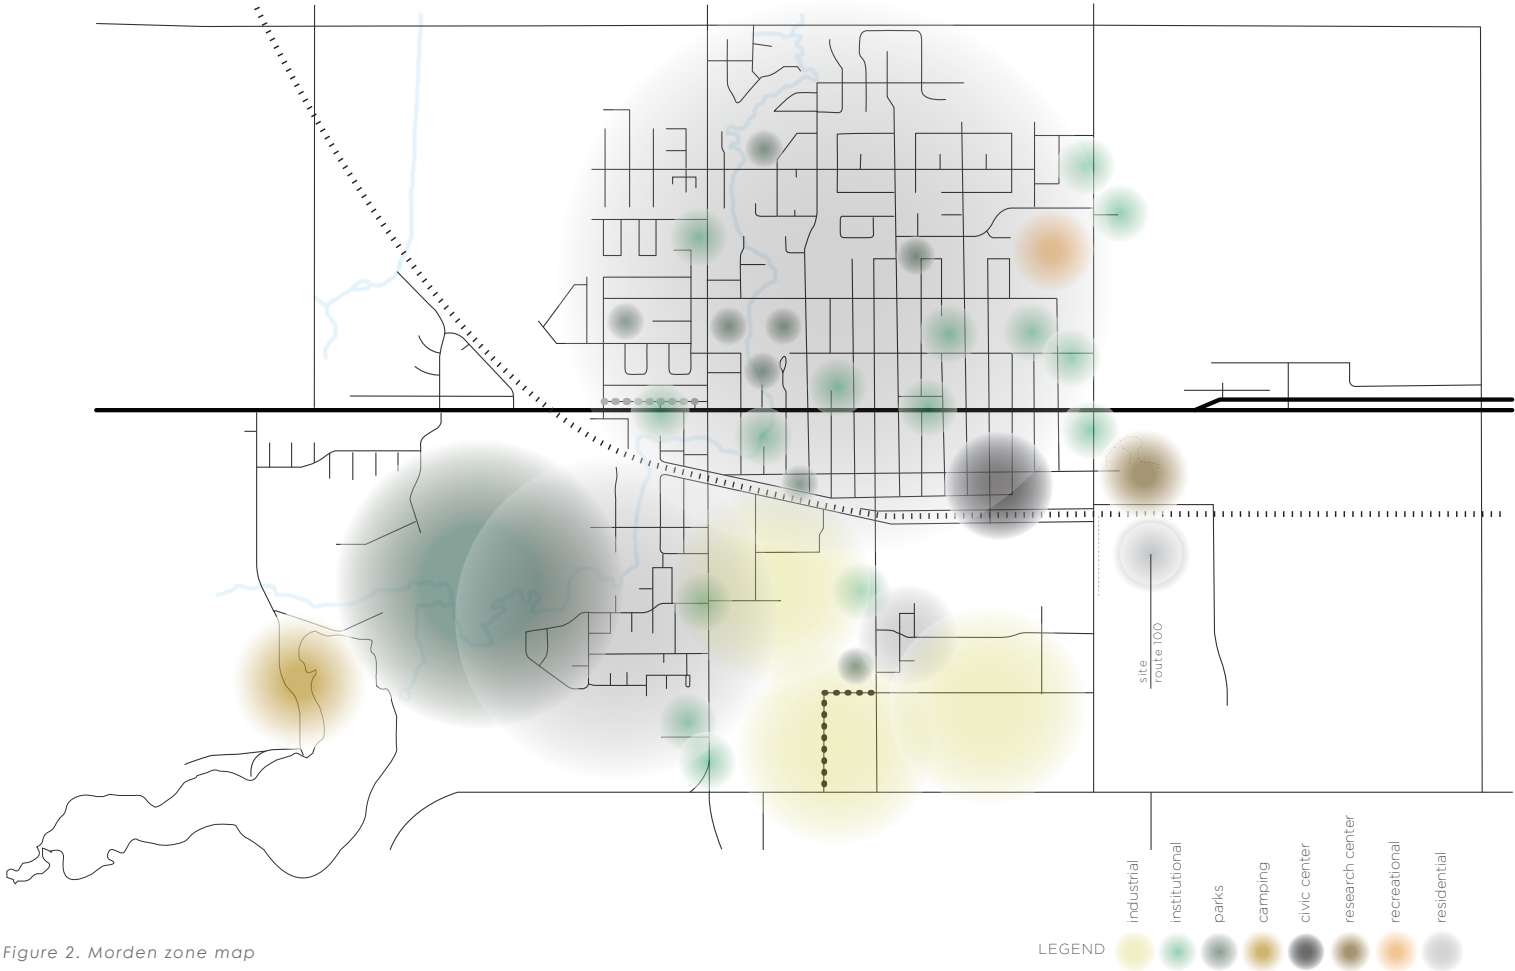 site
route 100
industrial
institutional
parks
camping
civic center
research center
recreational
residential
LEGEND
Figure 2. Morden zone map